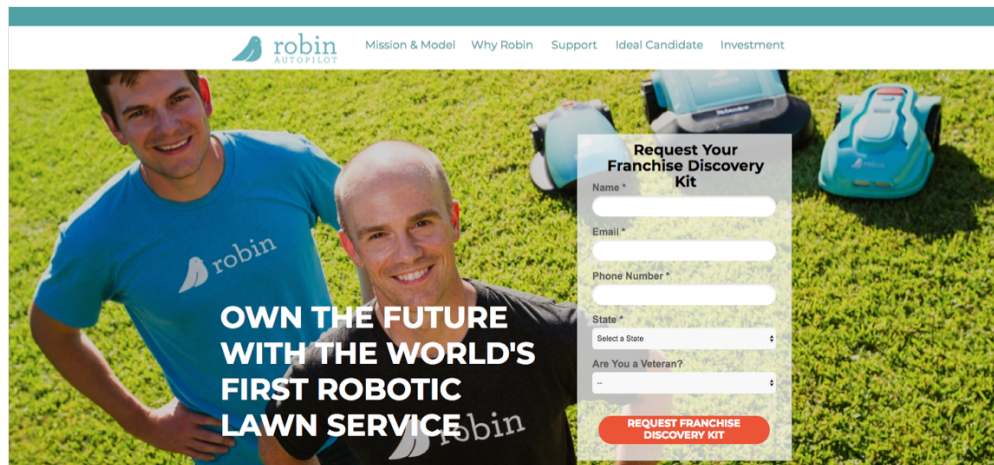 robin
AUTOPILOT
Mission & Model
Why Robin
Support
Ideal Candidate
Investment
robin
robin
OWN THE FUTURE
WITH THE WORLD'S
FIRST ROBOTIC
LAWN SERVICE
Request Your
Franchise Discovery
Kit
Name *
Email *
Phone Number *
State *
Select a State
Are You a Veteran?
--
REQUEST FRANCHISE
DISCOVERY KIT
robin